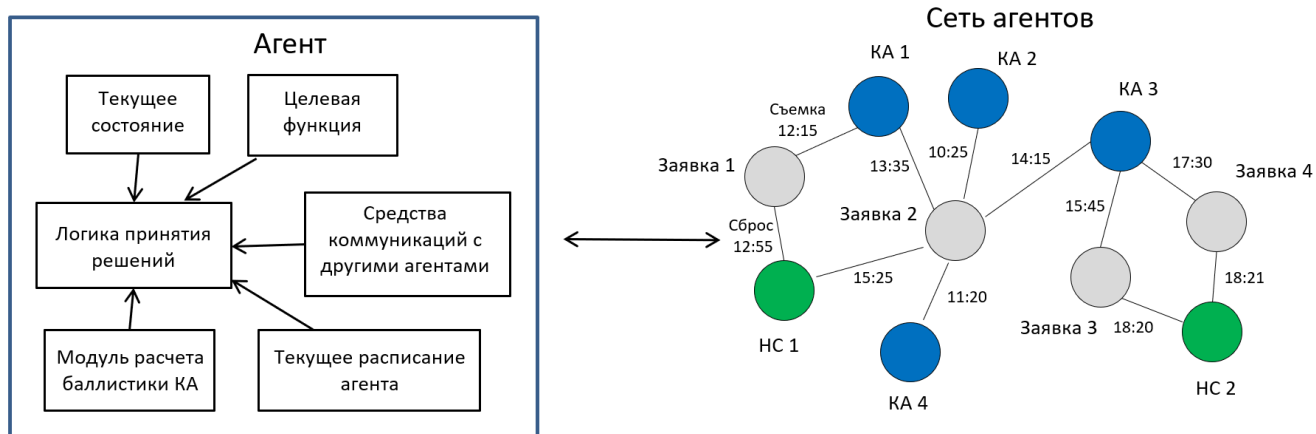 Агент
Текущее
состояние
Целевая
функция
Логика принятия
решений
Средства
коммуникаций с
другими агентами
Модуль расчета
баллистики КА
Текущее расписание
агента
Сеть агентов
КА 1
КА 2
КА 3
Съемка
12:15
Заявка 1
13:35
10:25
14:15
17:30
Заявка 4
Заявка 2
15:45
Сброс
12:55
15:25
11:20
18:21
НС 1
Заявка 3
18:20
КА 4
НС 2